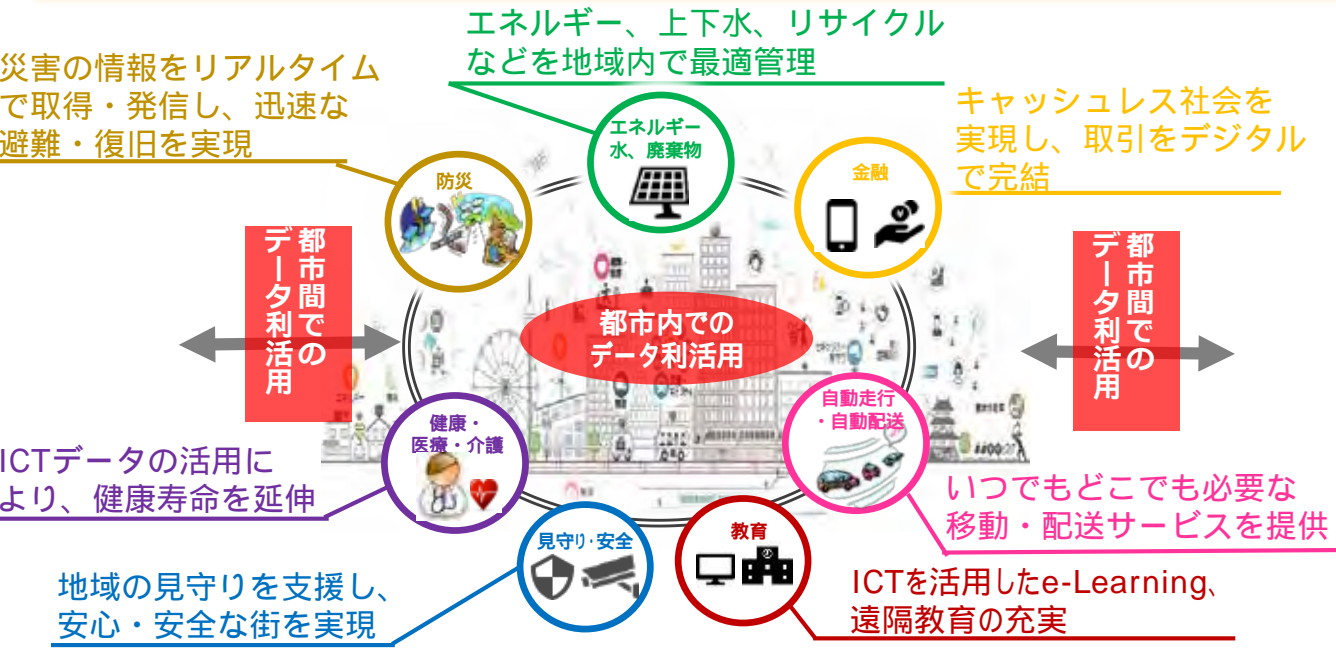 エネルギー、上下水、リサイクル
などを地域内で最適管理
災害の情報をリアルタイム
で取得・発信し、迅速な
避難・復旧を実現
キャッシュレス社会を
実現し、取引をデジタル
で完結
エネルギー
水、廃棄物
防災
金融
都市間での
データ利活用
都市内での
データ利活用
都市間での
データ利活用
健康・
医療・介護
自動走行
・自動配送
ICTデータの活用に
より、健康寿命を延伸
いつでもどこでも必要な
移動・配送サービスを提供
見守り・安全
教育
地域の見守りを支援し、
安心・安全な街を実現
ICTを活用したe-Learning、
遠隔教育の充実